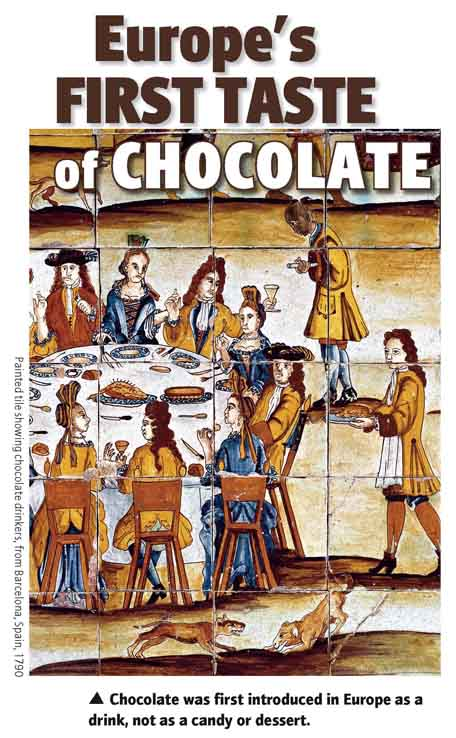 Europe's
FIRST TASTE
of CHOCOLATE
Painted tile showing chocolate drinkers, from Barcelona, Spain, 1790
▲ Chocolate was first introduced in Europe as a
drink, not as a candy or dessert.